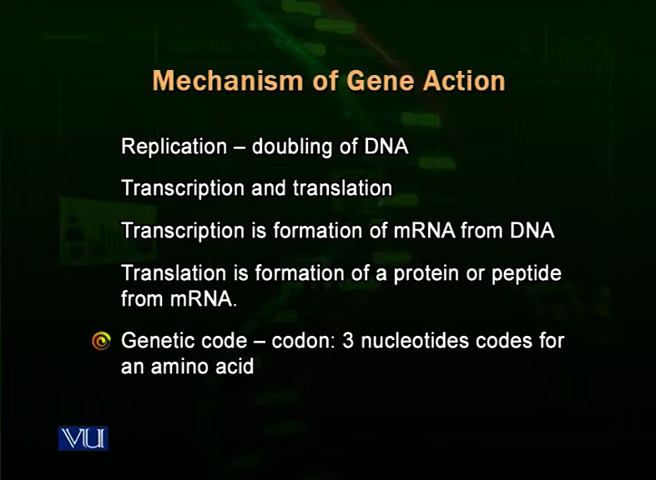 Mechanism of Gene Action
Replication – doubling of DNA
Transcription and translation
Transcription is formation of mRNA from DNA
Translation is formation of a protein or peptide
from mRNA.
Genetic code – codon: 3 nucleotides codes for
an amino acid
VU